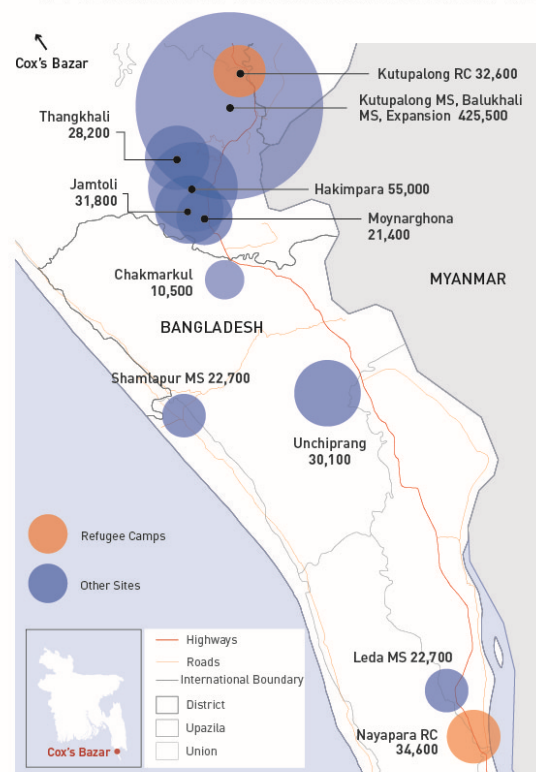 Cox's Bazar
Kutupalong RC 32,600
Kutupalong MS, Balukhali
MS, Expansion 425,500
Thangkhali
28,200
Jamtoli
31,800
Hakimpara 55,000
Moynarghona
21,400
Chakmarkul
10,500
MYANMAR
BANGLADESH
Shamlapur MS 22,700
Unchiprang
30,100
Refugee Camps
Other Sites
Highways
Roads
International Boundary
District
Upazila
Union
Cox's Bazar
Leda MS 22,700
Nayapara RC
34,600